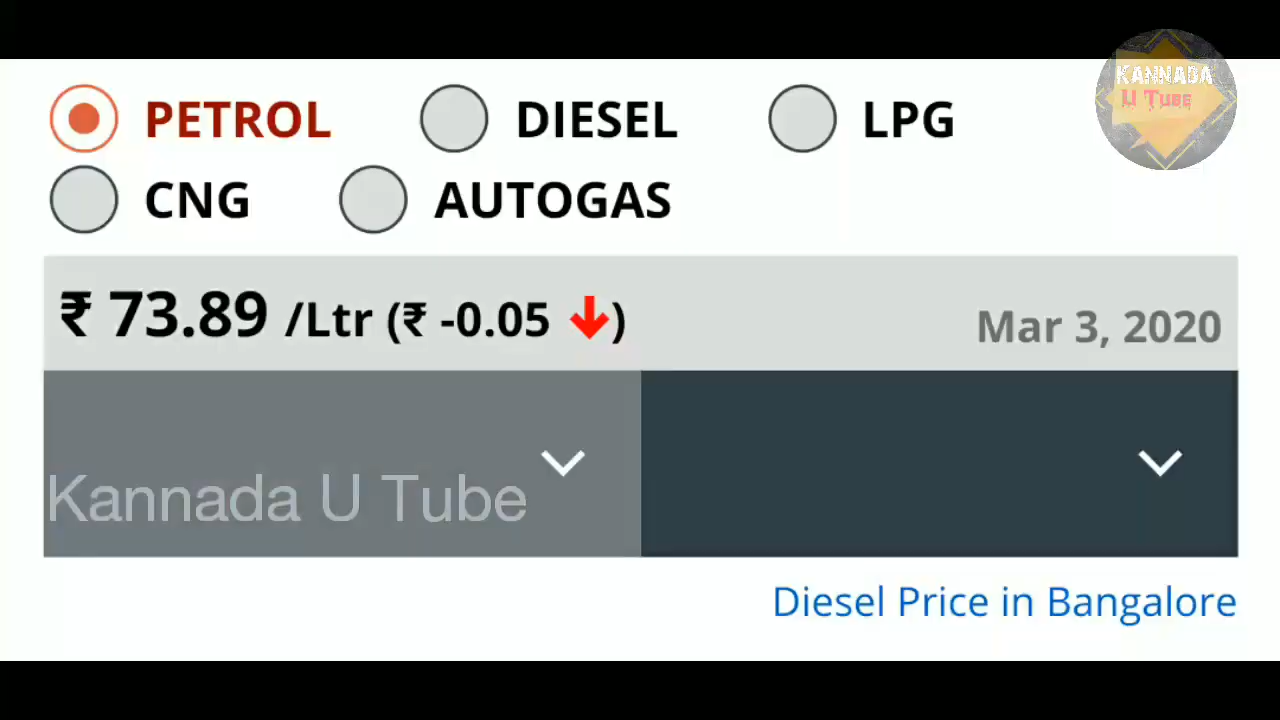 PETROL DIESEL LPG
CNG AUTOGAS
₹ 73.89 /Ltr (₹ -0.05 ↓)
Mar 3, 2020
Kannada U Tube
Diesel Price in Bangalore
KANNADA
U TUBE